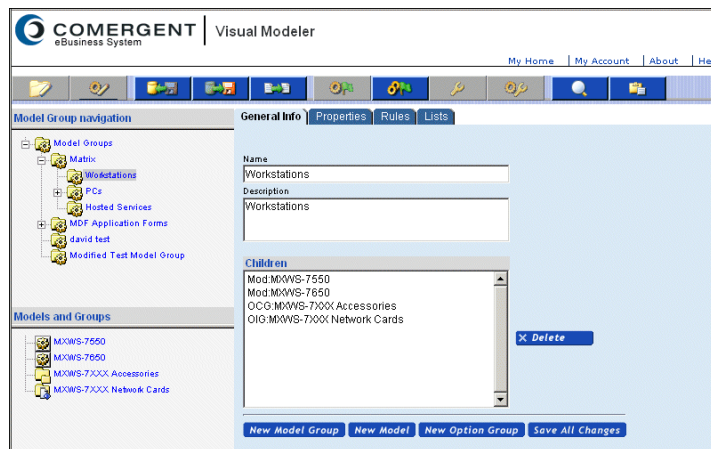 COMERGENT
eBusiness System
Visual Modeler
My Home | My Account | About | He
Model Group navigation
Model Groups
Matrix
Workstations
PCs
Hosted Services
MDF Application Forms
david test
Modified Test Model Group
Models and Groups
MXWS-7550
MXWS-7650
MXWS-7XXX Accessories
MXWS-7XXX Network Cards
General Info
Properties
Rules
Lists
Name
Workstations
Description
Workstations
Children
Mod:MXWS-7550
Mod:MXWS-7650
OCG:MXWS-7XXX Accessories
OIG:MXWS-7XXX Network Cards
X Delete
New Model Group
New Model
New Option Group
Save All Changes